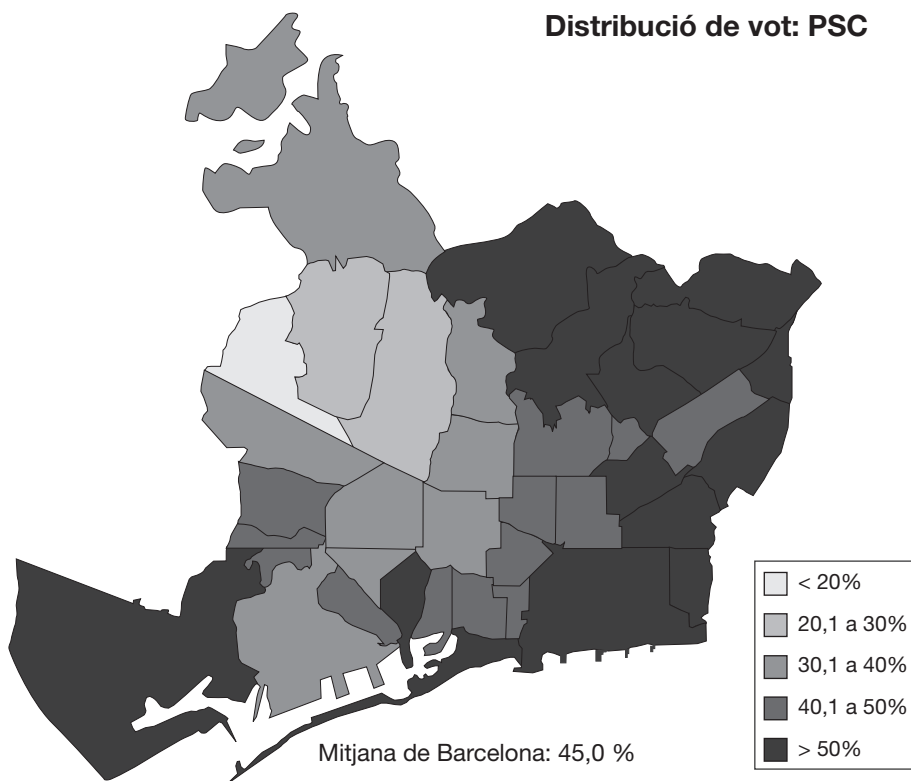 Distribució de vot: PSC
< 20%
20,1 a 30%
30,1 a 40%
40,1 a 50%
> 50%
Mitjana de Barcelona: 45,0 %